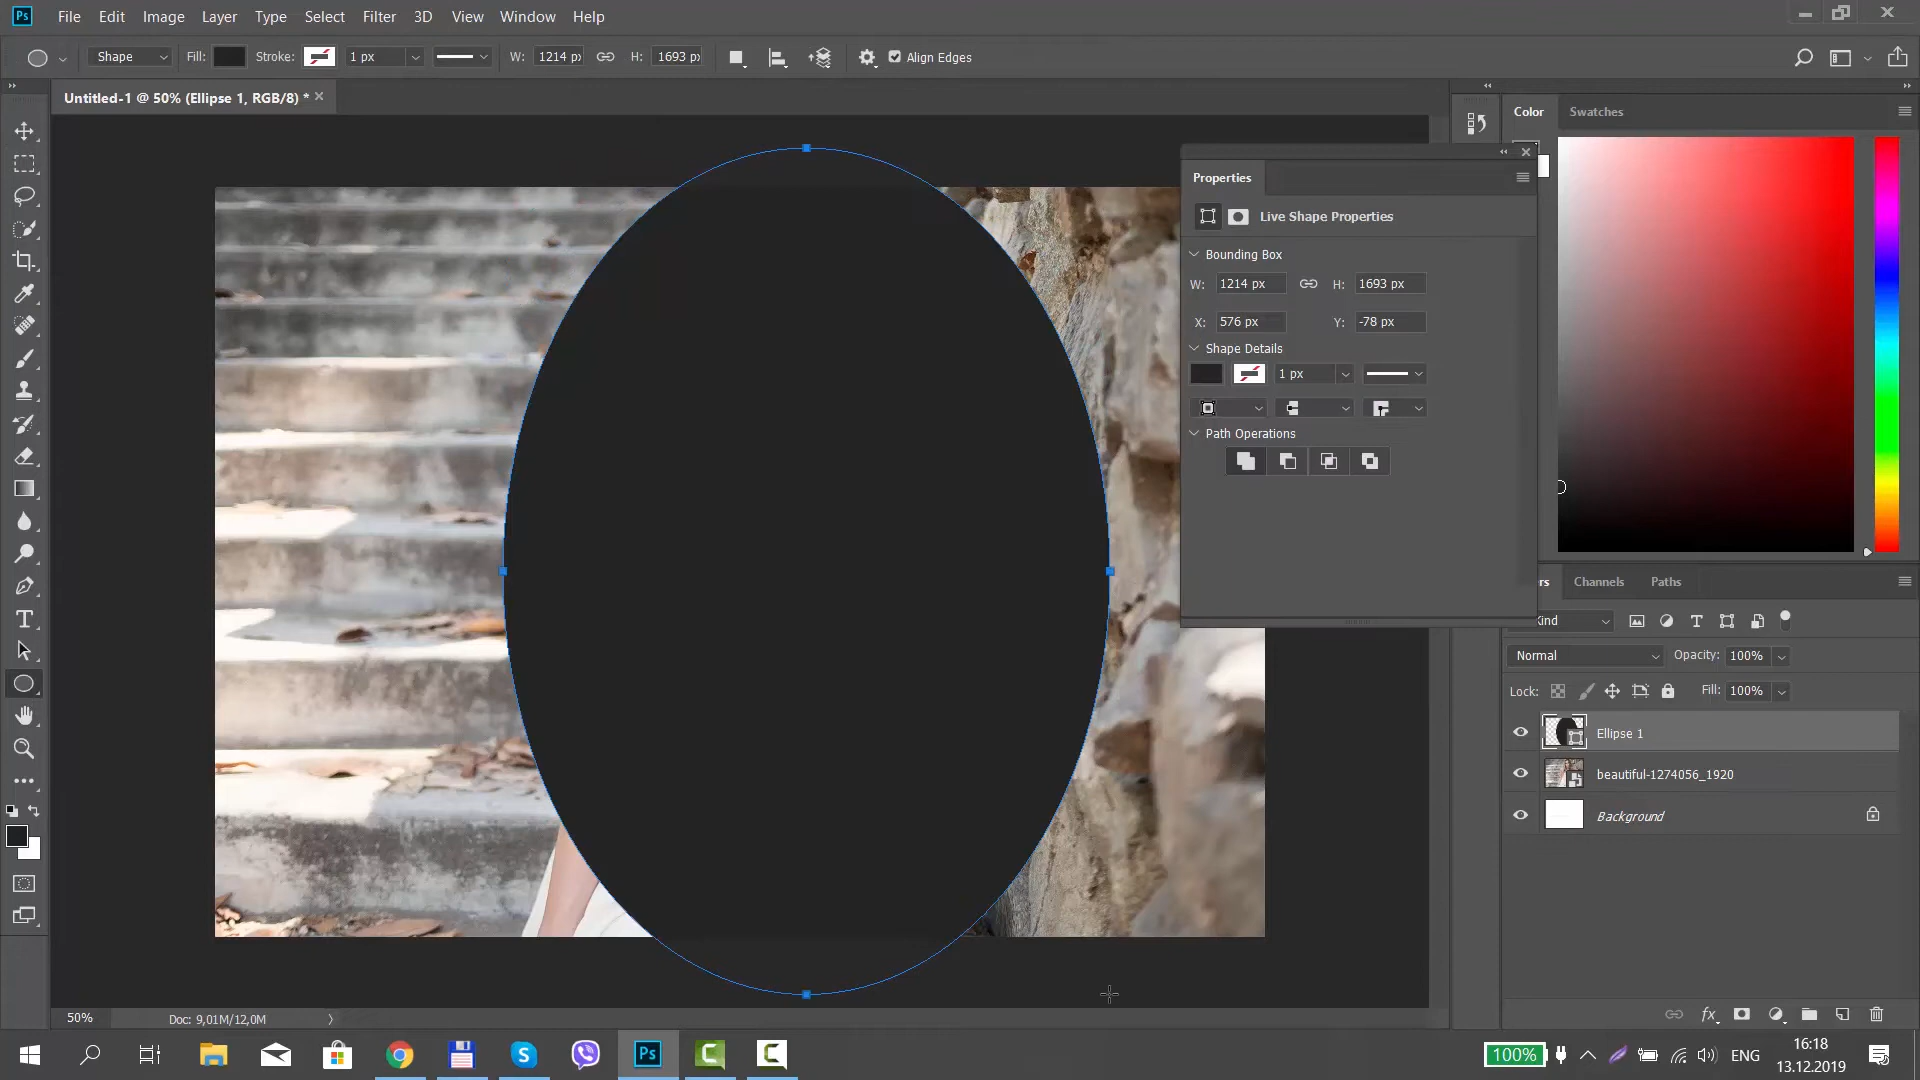 Ps File Edit Image Layer Type Select Filter 3D View Window Help
Shape Fill: Stroke: 1 px W: 1214 px H: 1693 px Align Edges
Untitled-1 @ 50% (Ellipse 1, RGB/8) *
Color Swatches
Properties
Live Shape Properties
Bounding Box
W: 1214 px H: 1693 px
X: 576 px Y: -78 px
Shape Details
1 px
Path Operations
Channels Paths
Normal Opacity: 100%
Lock: Fill: 100%
Ellipse 1
beautiful-1274056_1920
Background
fx
50% Doc: 9,01M/12,0M
100% ENG 16:18
13.12.2019